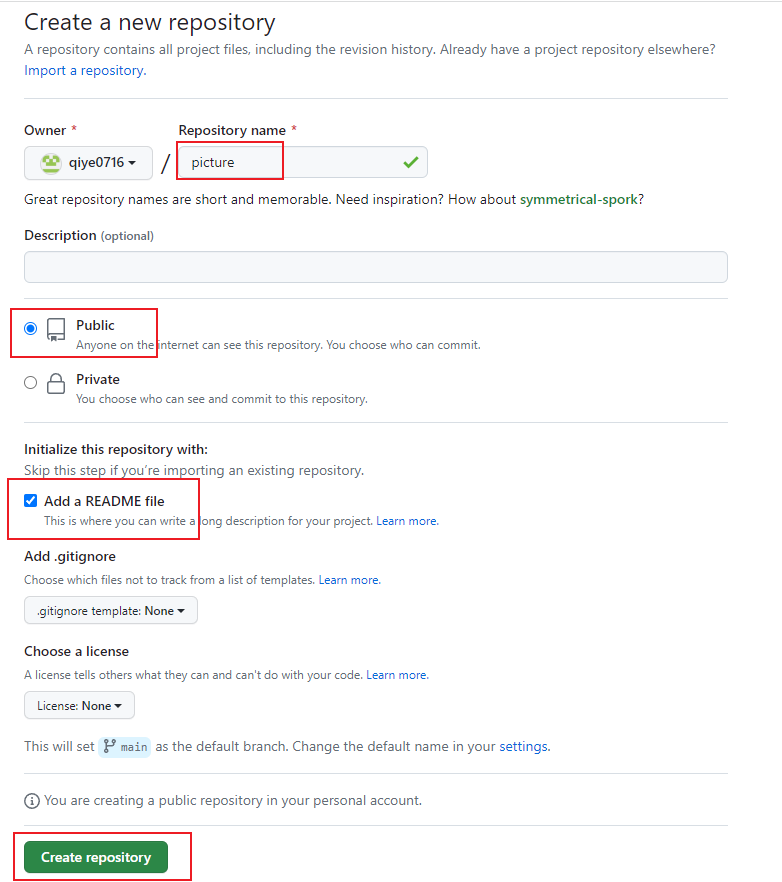 Create a new repository
A repository contains all project files, including the revision history. Already have a project repository elsewhere?
Import a repository.
Owner * Repository name *
qiye0716 / picture
Great repository names are short and memorable. Need inspiration? How about symmetrical-spork?
Description (optional)
Public
Anyone on the internet can see this repository. You choose who can commit.
Private
You choose who can see and commit to this repository.
Initialize this repository with:
Skip this step if you're importing an existing repository.
Add a README file
This is where you can write a long description for your project. Learn more.
Add .gitignore
Choose which files not to track from a list of templates. Learn more.
.gitignore template: None
Choose a license
A license tells others what they can and can't do with your code. Learn more.
License: None
This will set main as the default branch. Change the default name in your settings.
You are creating a public repository in your personal account.
Create repository